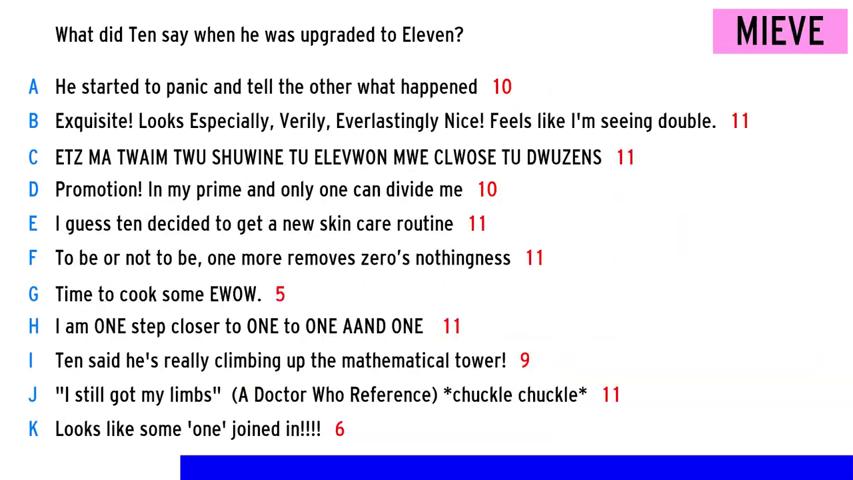 What did Ten say when he was upgraded to Eleven?
MIEVE
A He started to panic and tell the other what happened 10
B Exquisite! Looks Especially, Verily, Everlastingly Nice! Feels like I'm seeing double. 11
C ETZ MA TWAIM TWU SHUWINE TU ELEVWON MWE CLWOSE TU DWUZENS 11
D Promotion! In my prime and only one can divide me 10
E I guess ten decided to get a new skin care routine 11
F To be or not to be, one more removes zero’s nothingness 11
G Time to cook some EWOW. 5
H I am ONE step closer to ONE to ONE AAND ONE 11
I Ten said he's really climbing up the mathematical tower! 9
J "I still got my limbs" (A Doctor Who Reference) *chuckle chuckle* 11
K Looks like some 'one' joined in!!!! 6